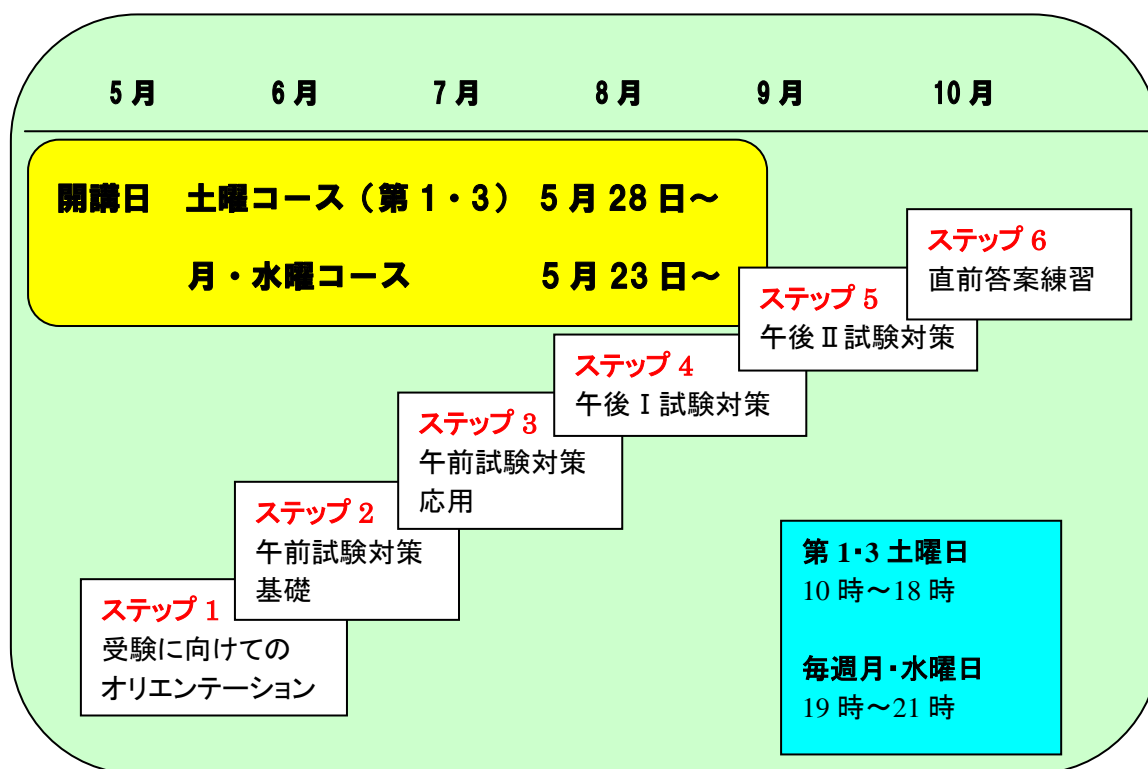 5月 6月 7月 8月 9月 10月
開講日 土曜コース（第1・3） 5月28日～
月・水曜コース 5月23日～
ステップ6
直前答案練習
ステップ5
午後Ⅱ試験対策
ステップ4
午後Ⅰ試験対策
ステップ3
午前試験対策
応用
ステップ2
午前試験対策
基礎
ステップ1
受験に向けての
オリエンテーション
第1・3土曜日
10時～18時
毎週月・水曜日
19時～21時